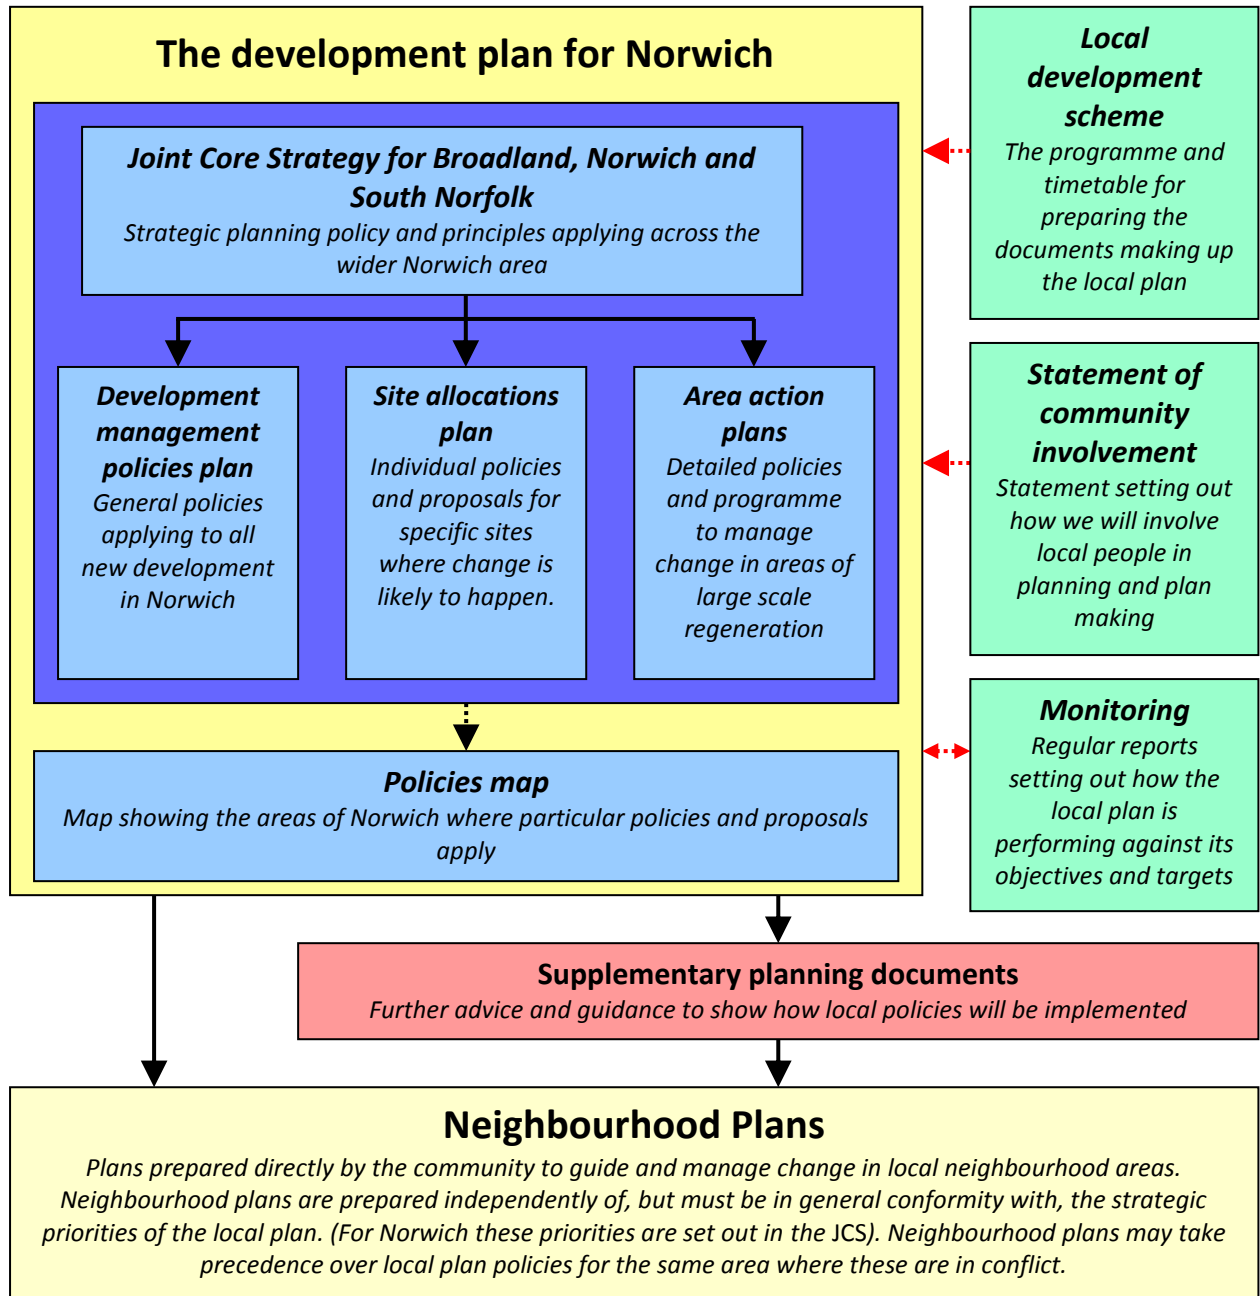 The development plan for Norwich
Joint Core Strategy for Broadland, Norwich and
South Norfolk
Strategic planning policy and principles applying across the
wider Norwich area
Development
management
policies plan
General policies
applying to all
new development
in Norwich
Site allocations
plan
Individual policies
and proposals for
specific sites
where change is
likely to happen.
Area action
plans
Detailed policies
and programme
to manage
change in areas of
large scale
regeneration
Policies map
Map showing the areas of Norwich where particular policies and proposals
apply
Local
development
scheme
The programme and
timetable for
preparing the
documents making up
the local plan
Statement of
community
involvement
Statement setting out
how we will involve
local people in
planning and plan
making
Monitoring
Regular reports
setting out how the
local plan is
performing against its
objectives and targets
Supplementary planning documents
Further advice and guidance to show how local policies will be implemented
Neighbourhood Plans
Plans prepared directly by the community to guide and manage change in local neighbourhood areas.
Neighbourhood plans are prepared independently of, but must be in general conformity with, the strategic
priorities of the local plan. (For Norwich these priorities are set out in the JCS). Neighbourhood plans may take
precedence over local plan policies for the same area where these are in conflict.